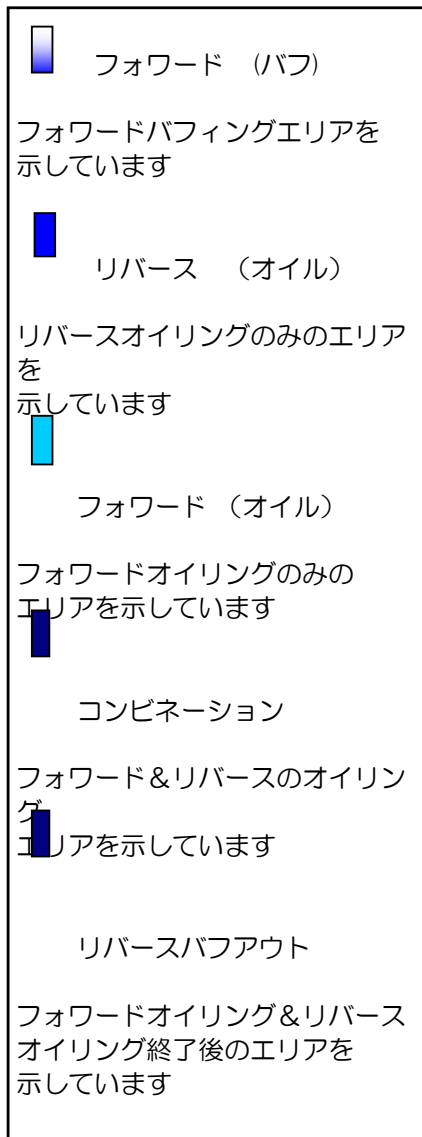 フォワード　(バフ)
フォワードバフィングエリアを
示しています
リバース　（オイル）
リバースオイリングのみのエリア
を
示しています
フォワード （オイル）
フォワードオイリングのみの
エリアを示しています
コンビネーション
フォワード＆リバースのオイリン
グ
エリアを示しています
リバースバフアウト
フォワードオイリング＆リバース
オイリング終了後のエリアを
示しています